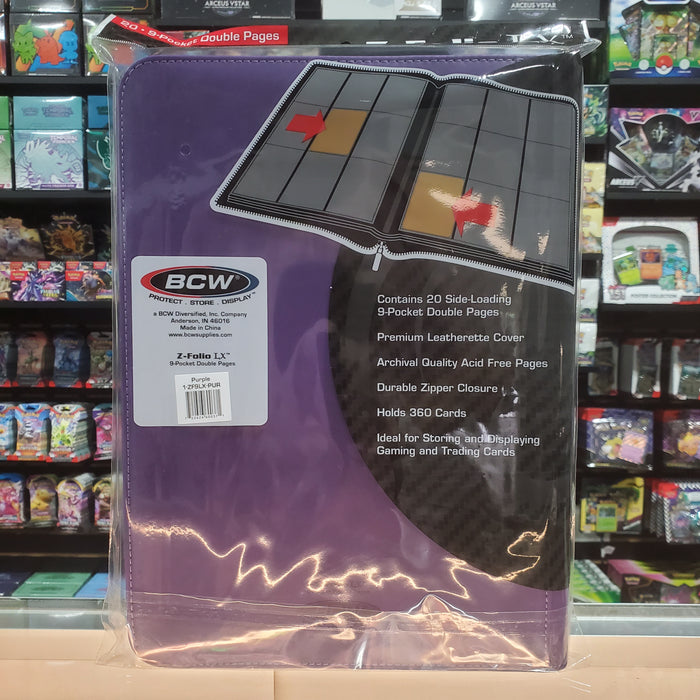 ARCEUS VSTAR
ARCEUS VSTAR
20 - 9-Pocket Double Pages
BCW
PROTECT . STORE . DISPLAY™
a BCW Diversified, Inc. Company
Anderson, IN 46016
Made in China
www.bcwsupplies.com
Z-Folio LX™
9-Pocket Double Pages
Purple
1-ZF9LX-PUR
Contains 20 Side-Loading
9-Pocket Double Pages
Premium Leatherette Cover
Archival Quality Acid Free Pages
Durable Zipper Closure
Holds 360 Cards
Ideal for Storing and Displaying
Gaming and Trading Cards